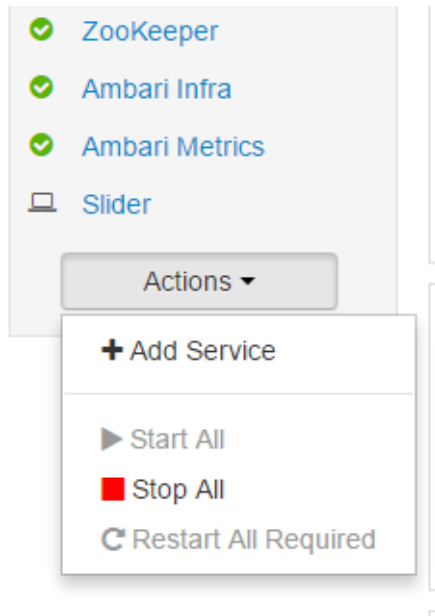 ZooKeeper
Ambari Infra
Ambari Metrics
Slider
Actions
Add Service
Start All
Stop All
Restart All Required